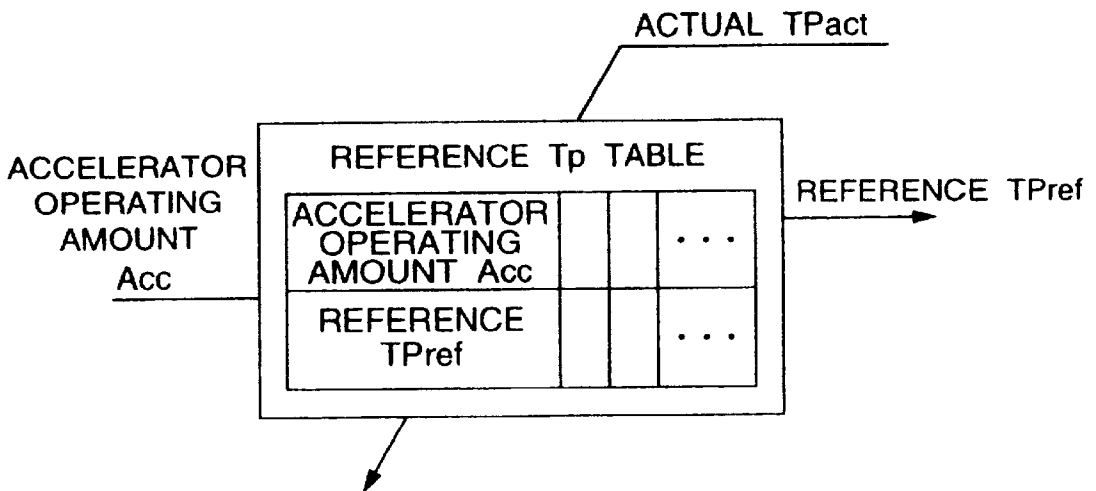 ACTUAL TPact
ACCELERATOR
OPERATING
AMOUNT
Acc
REFERENCE Tp TABLE
ACCELERATOR
OPERATING
AMOUNT Acc
. . .
REFERENCE
TPref
. . .
REFERENCE TPref